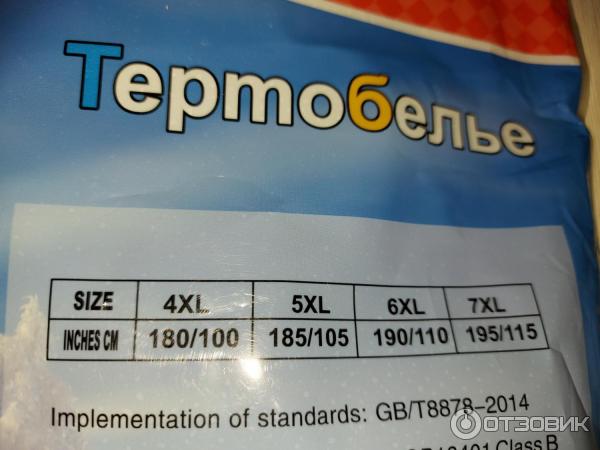 Термобелье
SIZE 4XL 5XL 6XL 7XL
INCHES CM 180/100 185/105 190/110 195/115
Implementation of standards: GB/T8878-2014
Class B
ОТЗОВИК